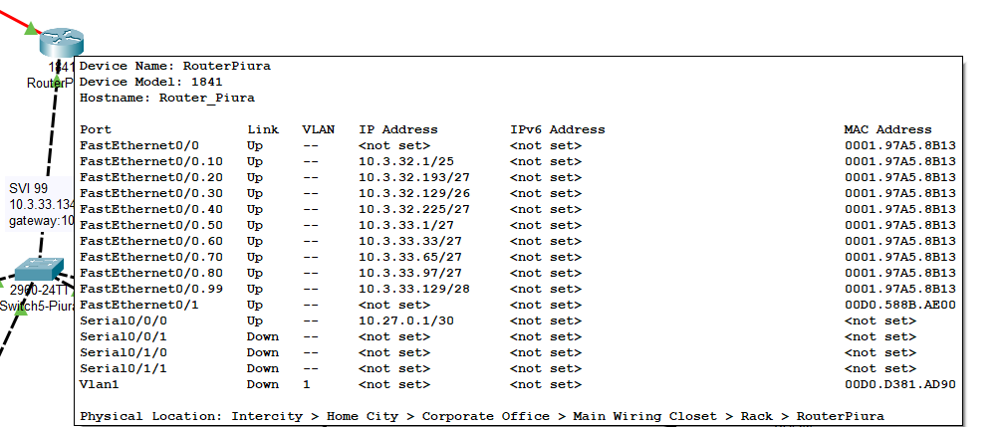 1841
RouterP
SVI 99
10.3.33.134
gateway:10
2960-24TT
Switch5-Piura
Device Name: RouterPiura
Device Model: 1841
Hostname: Router_Piura
Port Link VLAN IP Address IPv6 Address MAC Address
FastEthernet0/0 Up -- <not set> <not set> 0001.97A5.8B13
FastEthernet0/0.10 Up -- 10.3.32.1/25 <not set> 0001.97A5.8B13
FastEthernet0/0.20 Up -- 10.3.32.193/27 <not set> 0001.97A5.8B13
FastEthernet0/0.30 Up -- 10.3.32.129/26 <not set> 0001.97A5.8B13
FastEthernet0/0.40 Up -- 10.3.32.225/27 <not set> 0001.97A5.8B13
FastEthernet0/0.50 Up -- 10.3.33.1/27 <not set> 0001.97A5.8B13
FastEthernet0/0.60 Up -- 10.3.33.33/27 <not set> 0001.97A5.8B13
FastEthernet0/0.70 Up -- 10.3.33.65/27 <not set> 0001.97A5.8B13
FastEthernet0/0.80 Up -- 10.3.33.97/27 <not set> 0001.97A5.8B13
FastEthernet0/0.99 Up -- 10.3.33.129/28 <not set> 0001.97A5.8B13
FastEthernet0/1 Up -- <not set> <not set> 00D0.588B.AE00
Serial0/0/0 Up -- 10.27.0.1/30 <not set> <not set>
Serial0/0/1 Down -- <not set> <not set> <not set>
Serial0/1/0 Down -- <not set> <not set> <not set>
Serial0/1/1 Down -- <not set> <not set> <not set>
Vlan1 Down 1 <not set> <not set> 00D0.D381.AD90
Physical Location: Intercity > Home City > Corporate Office > Main Wiring Closet > Rack > RouterPiura